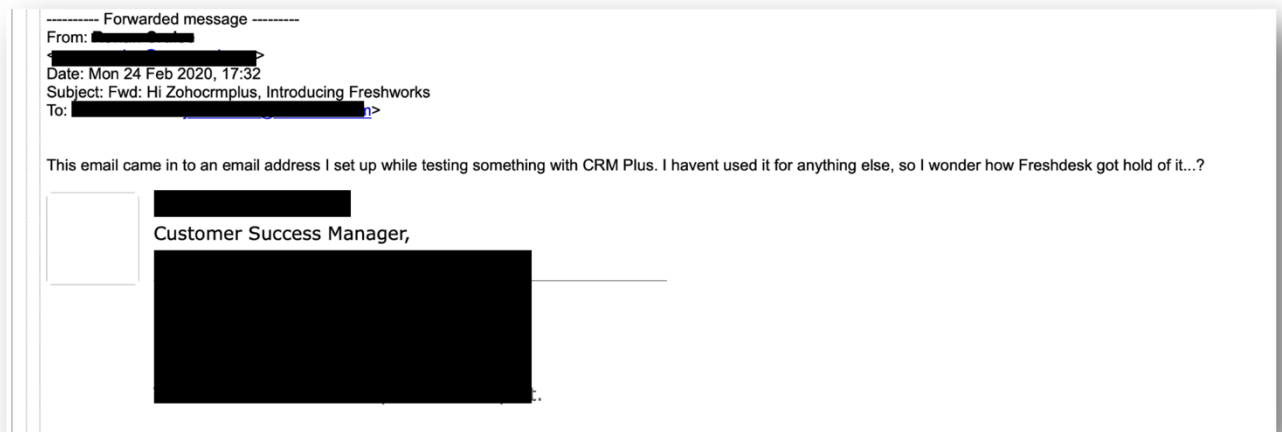 ---------- Forwarded message ---------
From:
<>
Date: Mon 24 Feb 2020, 17:32
Subject: Fwd: Hi Zohocrmplus, Introducing Freshworks
To: >
This email came in to an email address I set up while testing something with CRM Plus. I havent used it for anything else, so I wonder how Freshdesk got hold of it...?
Customer Success Manager,